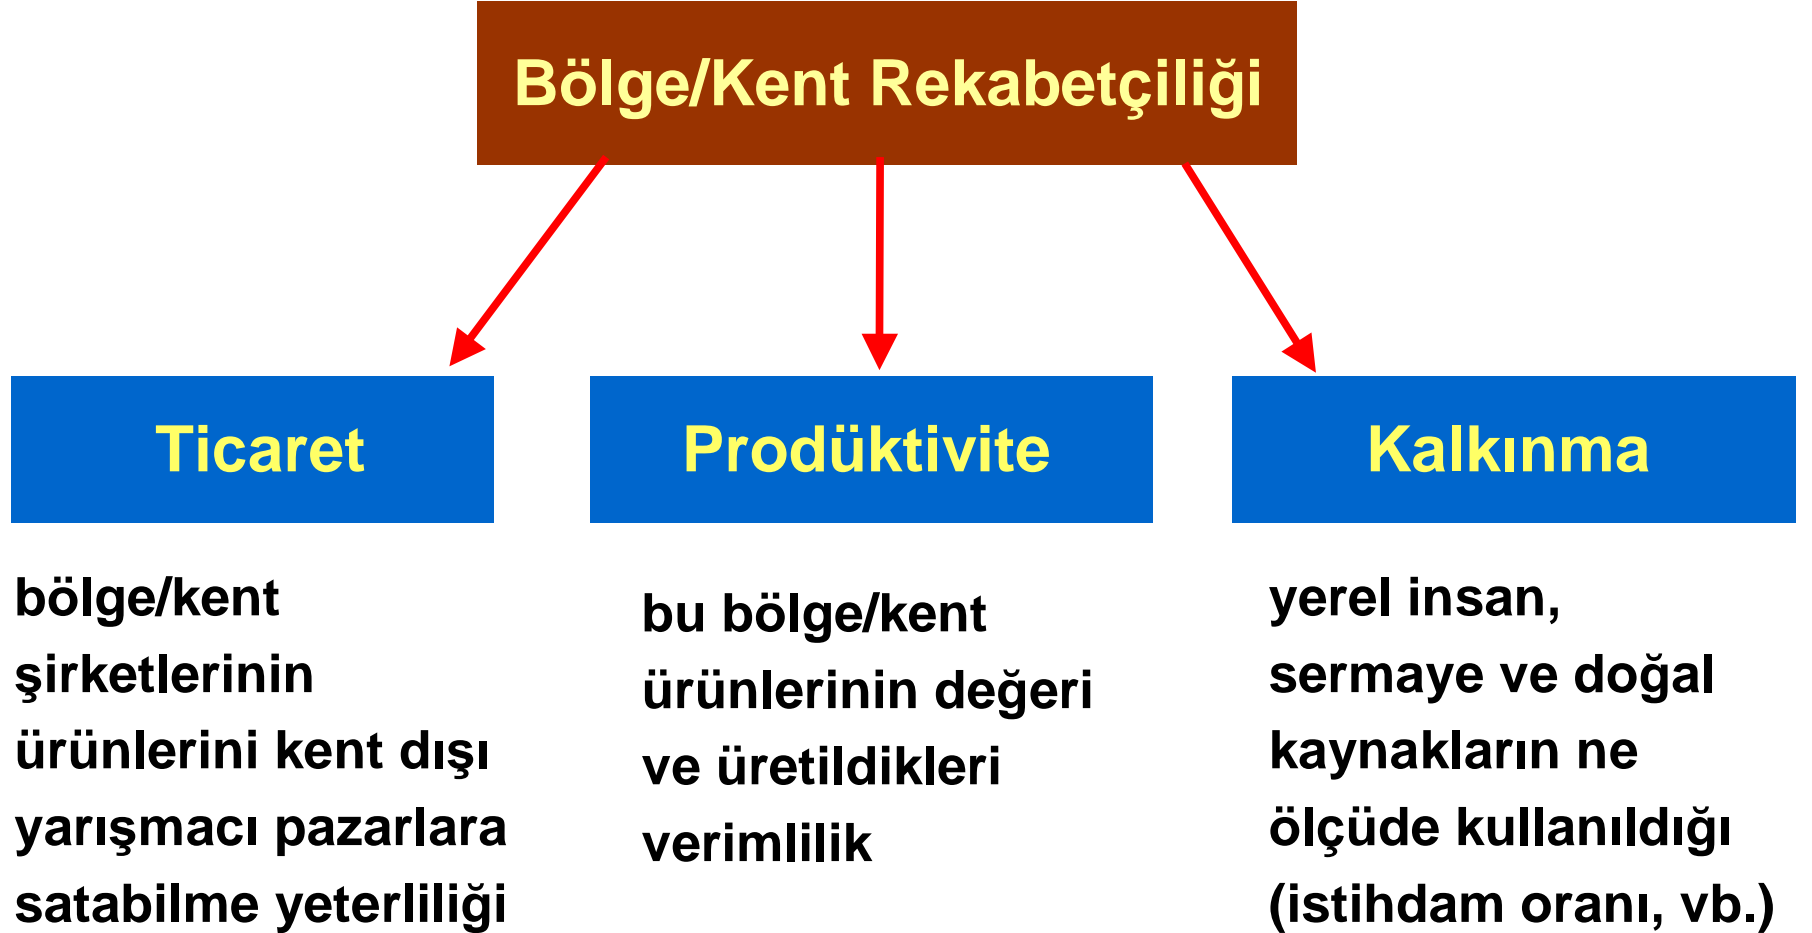 Bölge/Kent Rekabetçiliği
Ticaret
bölge/kent
şirketlerinin
ürünlerini kent dışı
yarışmacı pazarlara
satabilme yeterliliği
Prodüktivite
bu bölge/kent
ürünlerinin değeri
ve üretildikleri
verimlilik
Kalkınma
yerel insan,
sermaye ve doğal
kaynakların ne
ölçüde kullanıldığı
(istihdam oranı, vb.)